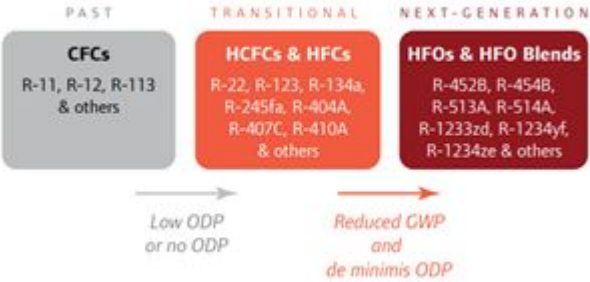 PAST
CFCs
R-11, R-12, R-113
& others
TRANSITIONAL
HCFCs & HFCs
R-22, R-123, R-134a,
R-245fa, R-404A,
R-407C, R-410A
& others
NEXT-GENERATION
HFOs & HFO Blends
R-452B, R-454B,
R-513A, R-514A,
R-1233zd, R-1234yf,
R-1234ze & others
Low ODP
or no ODP
Reduced GWP
and
de minimis ODP